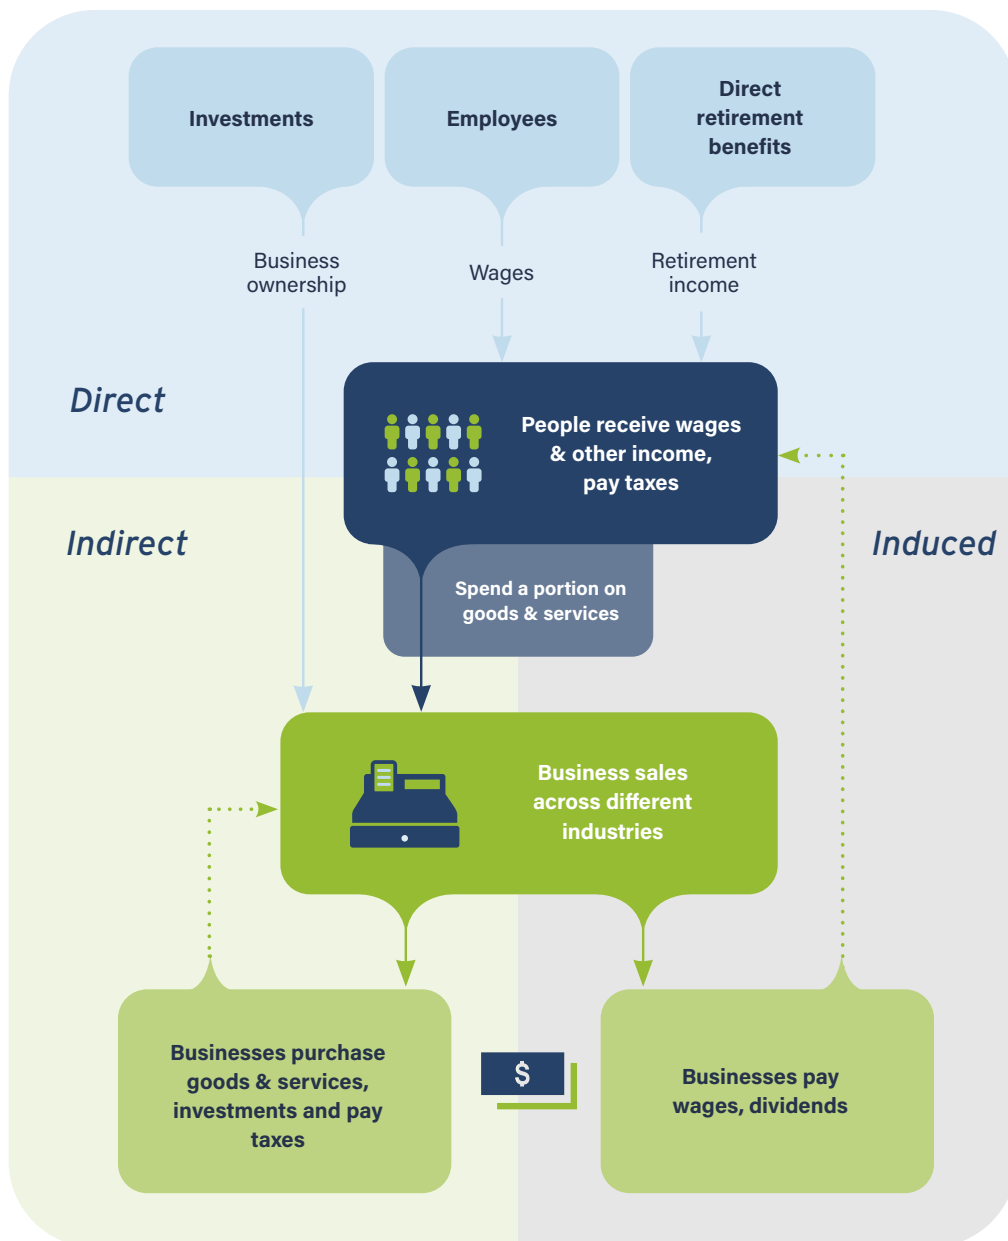 Investments
Employees
Direct
retirement
benefits
Business
ownership
Wages
Retirement
income
Direct
People receive wages
& other income,
pay taxes
Indirect
Induced
Spend a portion on
goods & services
Business sales
across different
industries
Businesses purchase
goods & services,
investments and pay
taxes
$
Businesses pay
wages, dividends